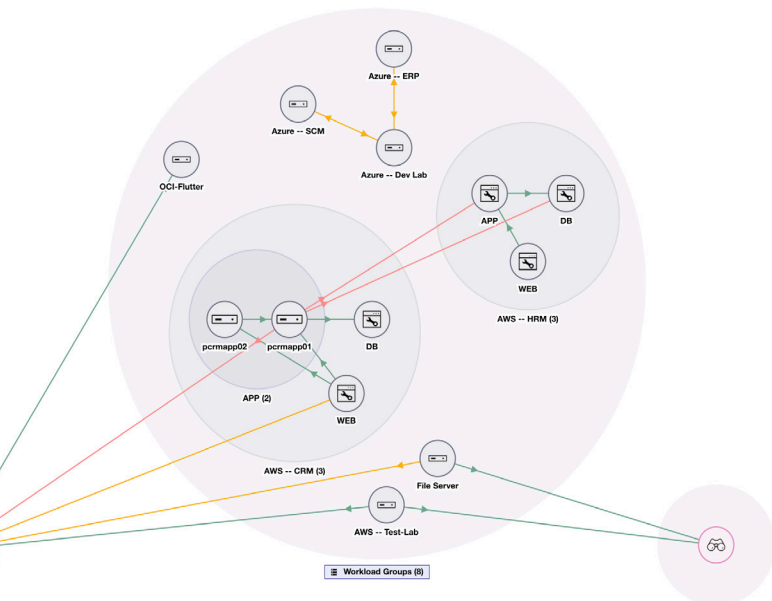 Azure -- ERP
Azure -- SCM
Azure -- Dev Lab
OCI-Flutter
APP
DB
WEB
AWS -- HRM (3)
pcrmapp02
pcrmapp01
DB
APP (2)
WEB
AWS -- CRM (3)
File Server
AWS -- Test-Lab
Workload Groups (8)